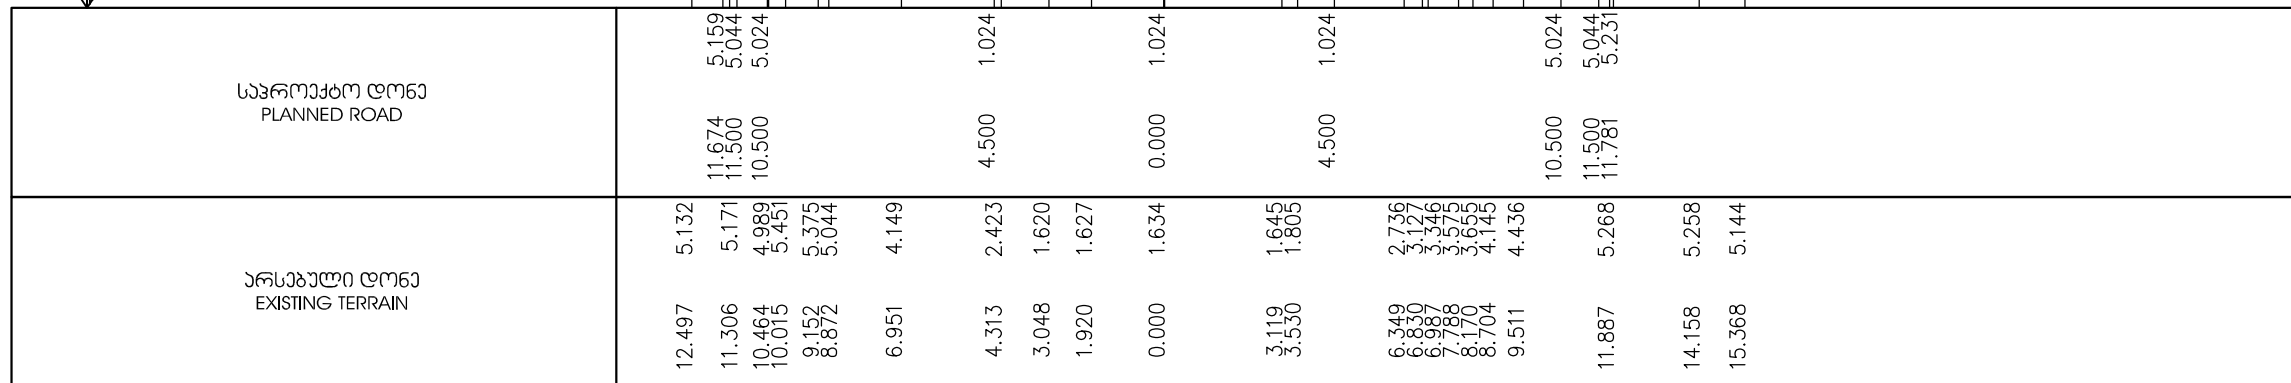 საპროექტო დონე
PLANNED ROAD
5.159 5.044 5.024 1.024 1.024 1.024 5.024 5.044 5.231
11.674 11.500 10.500 4.500 0.000 4.500 10.500 11.500 11.781
არსებული დონე
EXISTING TERRAIN
5.132 5.171 4.989 5.451 5.375 5.044 4.149 2.423 1.620 1.627 1.634 1.645 1.805 2.736 3.127 3.346 3.575 3.655 4.145 4.436 5.268 5.258 5.144
12.497 11.306 10.464 10.015 9.152 8.872 6.951 4.313 3.048 1.920 0.000 3.119 3.530 6.349 6.830 6.987 7.788 8.170 8.704 9.511 11.887 14.158 15.368